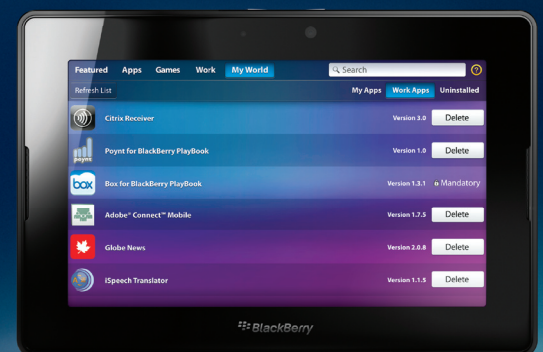 Featured Apps Games Work My World Search ?
Refresh List My Apps Work Apps Uninstalled
Citrix Receiver Version 3.0 Delete
poynt Poynt for BlackBerry PlayBook Version 1.0 Delete
box Box for BlackBerry PlayBook Version 1.3.1 Mandatory
Adobe® Connect™ Mobile Version 1.7.5 Delete
Globe News Version 2.0.8 Delete
iSpeech Translator Version 1.1.5 Delete
BlackBerry